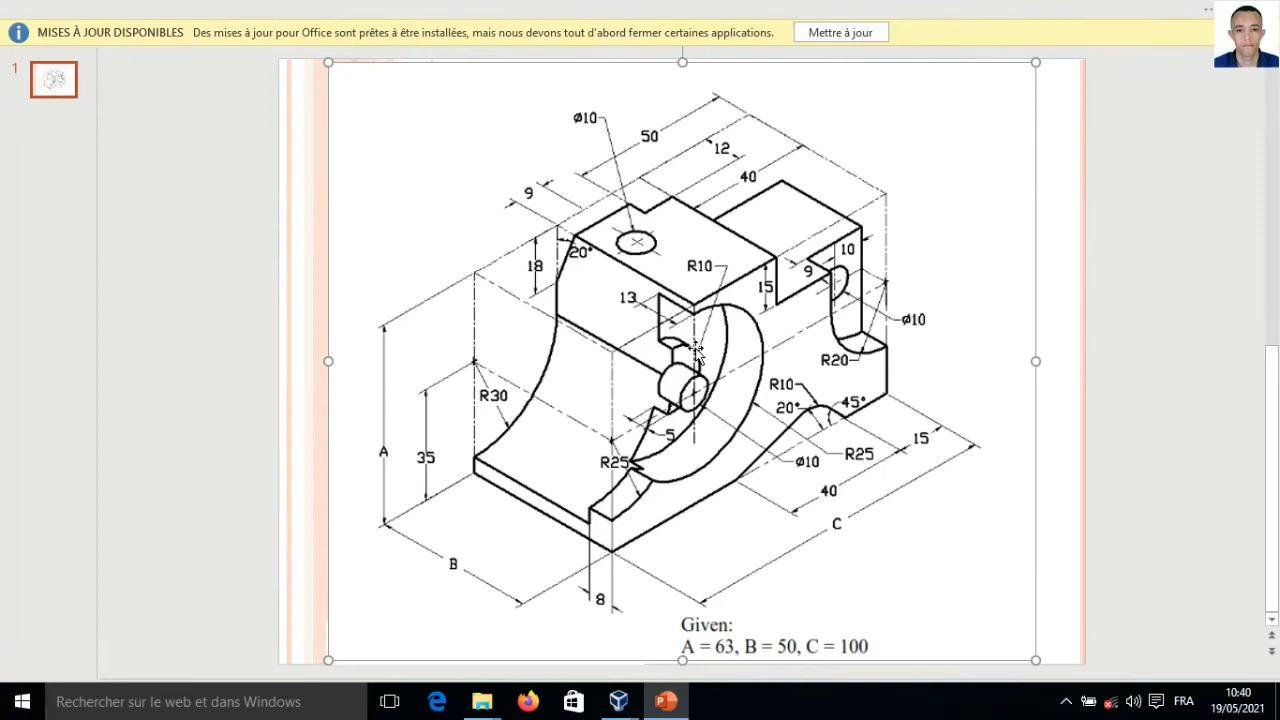 MISES À JOUR DISPONIBLES Des mises à jour pour Office sont prêtes à être installées, mais nous devons tout d'abord fermer certaines applications. Mettre à jour
1
Ø10
50
12
40
9
20°
18
R10
10
9
15
13
Ø10
R20
R30
R10
20°
45°
A
35
5
R25
R25
15
Ø10
40
C
B
8
Given:
A = 63, B = 50, C = 100
Rechercher sur le web et dans Windows
FRA
10:40
19/05/2021